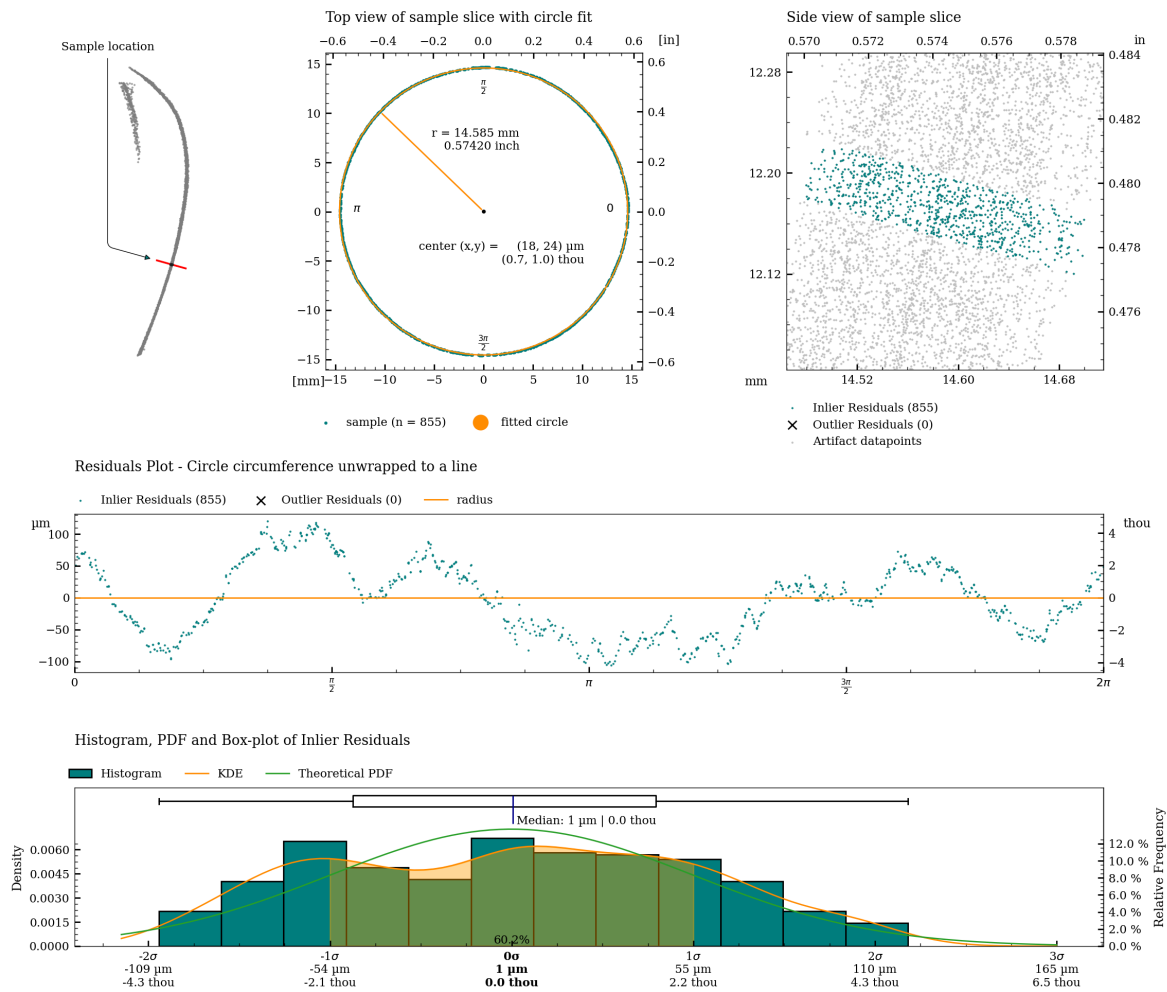 Sample location
Top view of sample slice with circle fit
−0.6 −0.4 −0.2 0.0 0.2 0.4 0.6 [in]
15
10
5
0
−5
−10
−15
[mm]
−15 −10 −5 0 5 10 15
0.6
0.4
0.2
0.0
−0.2
−0.4
−0.6
π/2
π
0
3π/2
r = 14.585 mm
0.57420 inch
center (x,y) = (18, 24) µm
(0.7, 1.0) thou
sample (n = 855) fitted circle
Side view of sample slice
0.570 0.572 0.574 0.576 0.578 in
12.28
12.20
12.12
0.484
0.482
0.480
0.478
0.476
mm 14.52 14.60 14.68
Inlier Residuals (855)
Outlier Residuals (0)
Artifact datapoints
Residuals Plot - Circle circumference unwrapped to a line
Inlier Residuals (855) Outlier Residuals (0) radius
µm
100
50
0
−50
−100
thou
4
2
0
−2
−4
0 π/2 π 3π/2 2π
Histogram, PDF and Box-plot of Inlier Residuals
Histogram KDE Theoretical PDF
Median: 1 µm | 0.0 thou
Density
0.0060
0.0045
0.0030
0.0015
0.0000
Relative Frequency
12.0 %
10.0 %
8.0 %
6.0 %
4.0 %
2.0 %
0.0 %
60.2%
-2σ -1σ 0σ 1σ 2σ 3σ
-109 µm -54 µm 1 µm 55 µm 110 µm 165 µm
-4.3 thou -2.1 thou 0.0 thou 2.2 thou 4.3 thou 6.5 thou